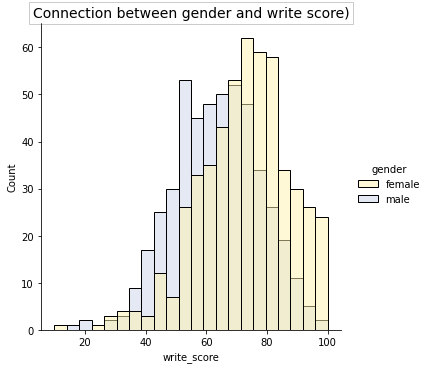 Connection between gender and write score)
60
50
40
30
20
10
0
Count
20 40 60 80 100
write_score
gender
female
male